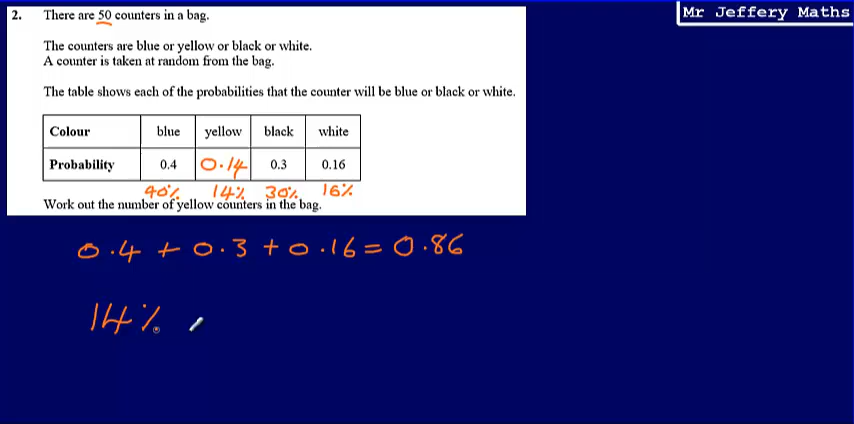 Mr Jeffery Maths
2. There are 50 counters in a bag.
The counters are blue or yellow or black or white.
A counter is taken at random from the bag.
The table shows each of the probabilities that the counter will be blue or black or white.
Colour blue yellow black white
Probability 0.4 0.14 0.3 0.16
40% 14% 30% 16%
Work out the number of yellow counters in the bag.
0.4 + 0.3 + 0.16 = 0.86
14%